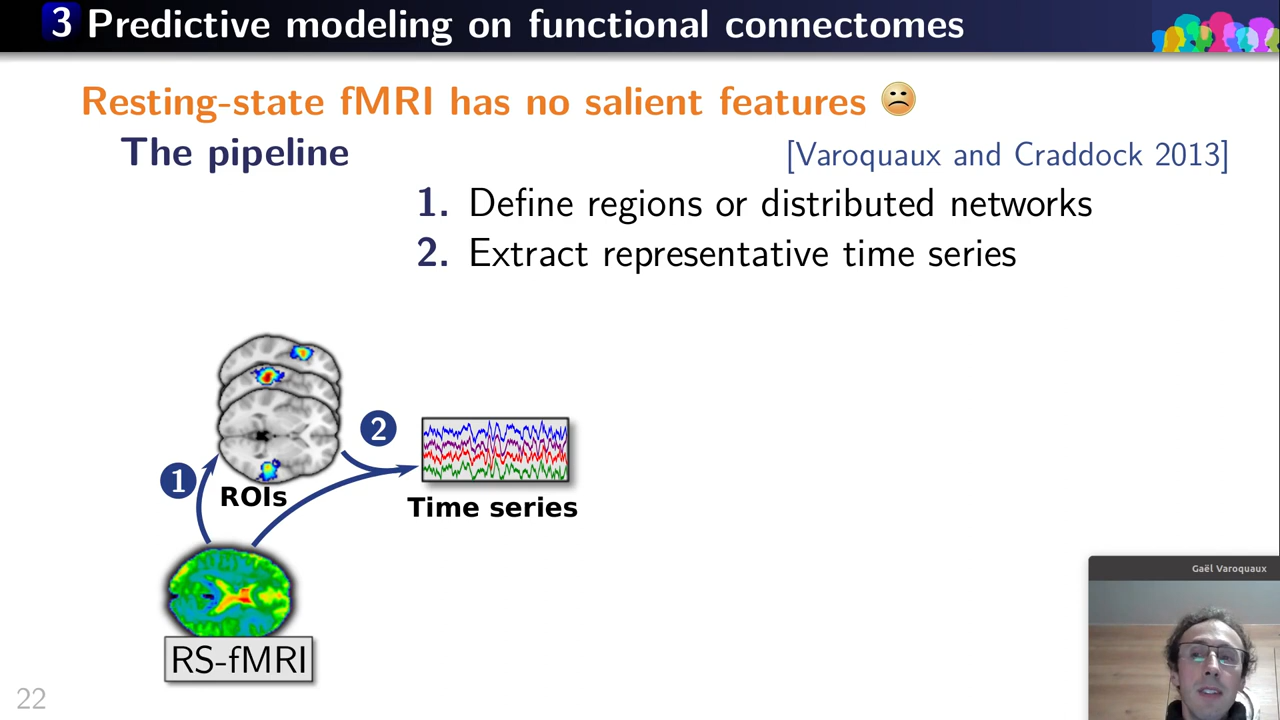 3 Predictive modeling on functional connectomes
Resting-state fMRI has no salient features
The pipeline [Varoquaux and Craddock 2013]
1. Define regions or distributed networks
2. Extract representative time series
2
1
ROIs
Time series
RS-fMRI
Gaël Varoquaux
22